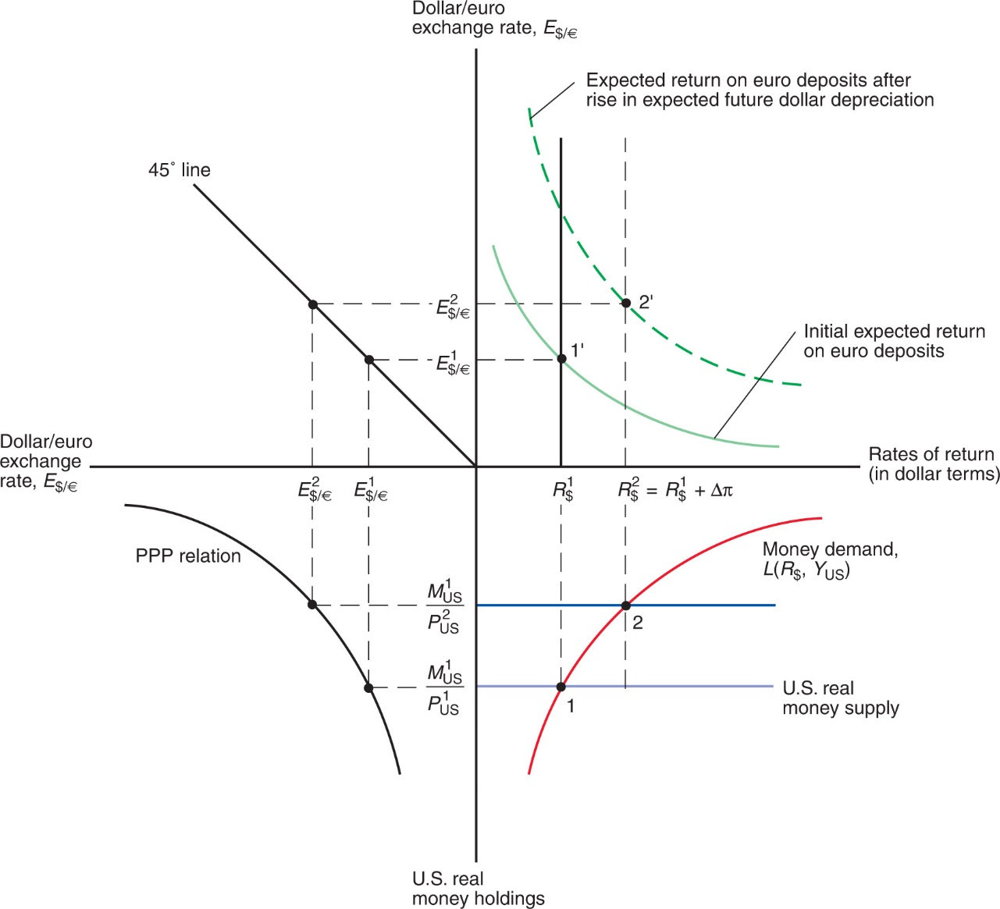 Dollar/euro
exchange rate, E$/€
Expected return on euro deposits after
rise in expected future dollar depreciation
45° line
E²$/€
2'
Initial expected return
on euro deposits
1'
E¹$/€
Dollar/euro
exchange
rate, E$/€
Rates of return
(in dollar terms)
E²$/€ E¹$/€ R¹$ R²$ = R¹$ + Δπ
PPP relation
Money demand,
L(R$, YUS)
M¹US
P²US
2
M¹US
P¹US
1
U.S. real
money supply
U.S. real
money holdings